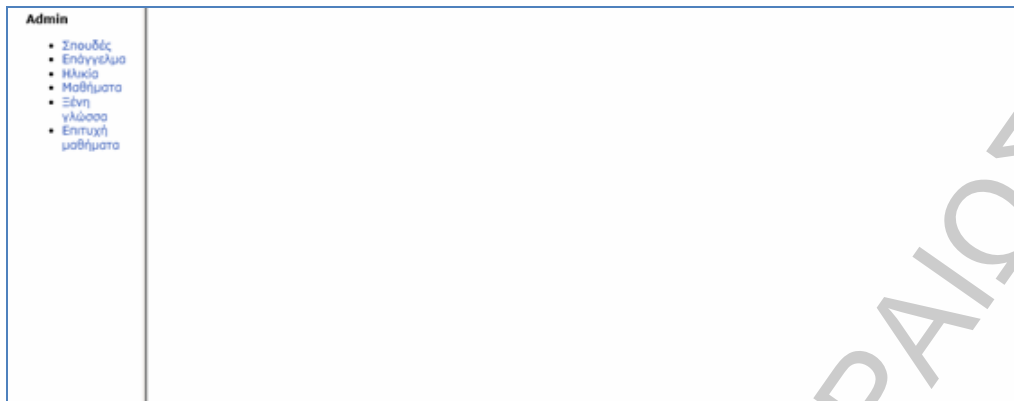 Admin
Σπουδές
Επάγγελμα
Ηλικία
Μαθήματα
Ξένη
γλώσσα
Επιτυχή
μαθήματα